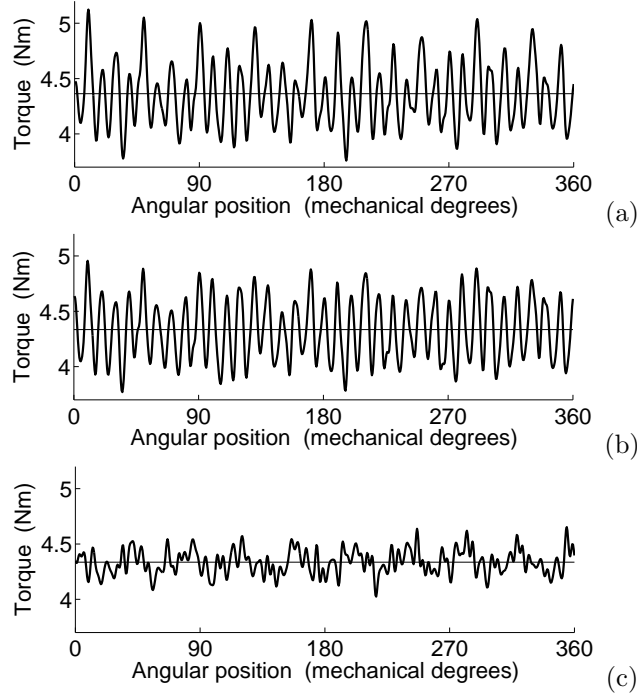 5
4.5
4
Torque (Nm)
0 90 180 270 360
Angular position (mechanical degrees)
(a)
5
4.5
4
Torque (Nm)
0 90 180 270 360
Angular position (mechanical degrees)
(b)
5
4.5
4
Torque (Nm)
0 90 180 270 360
Angular position (mechanical degrees)
(c)